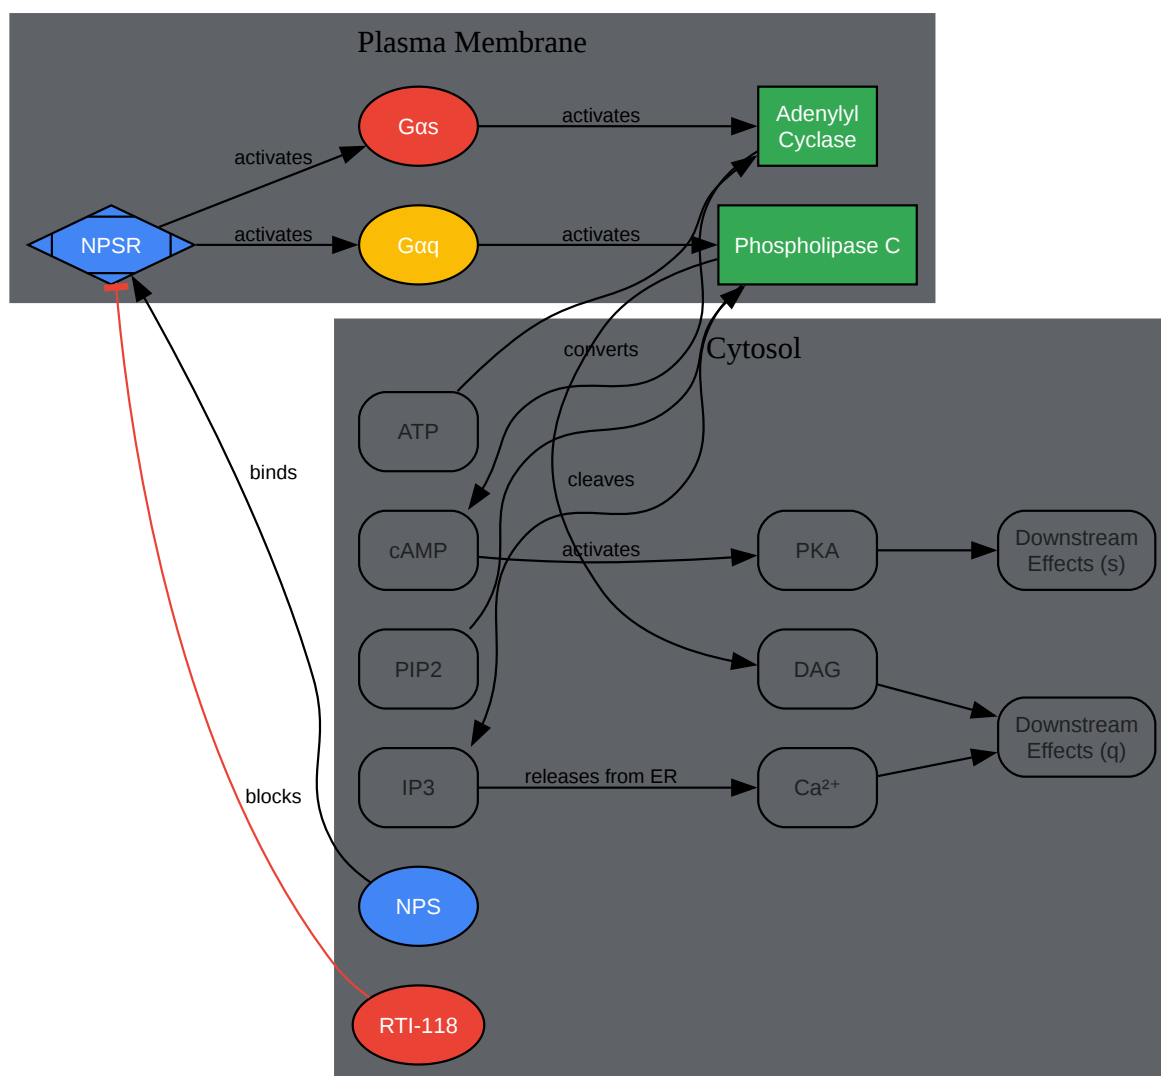 Plasma Membrane
Gαs
activates
Adenylyl
Cyclase
activates
NPSR
activates
Gαq
activates
Phospholipase C
Cytosol
converts
ATP
binds
cleaves
cAMP
activates
PKA
Downstream
Effects (s)
PIP2
DAG
Downstream
Effects (q)
IP3
releases from ER
Ca²⁺
blocks
NPS
RTI-118